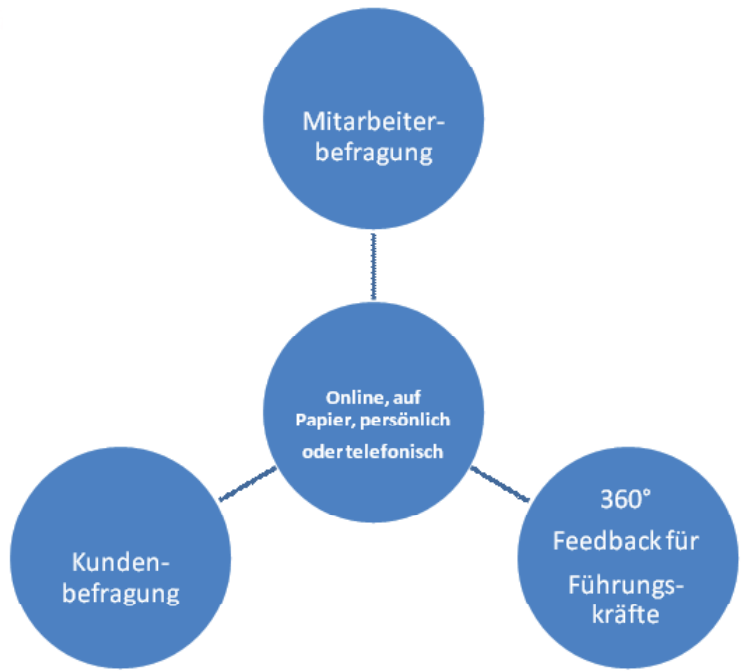 Mitarbeiter-
befragung
Online, auf
Papier, persönlich
oder telefonisch
Kunden-
befragung
360°
Feedback für
Führungs-
kräfte